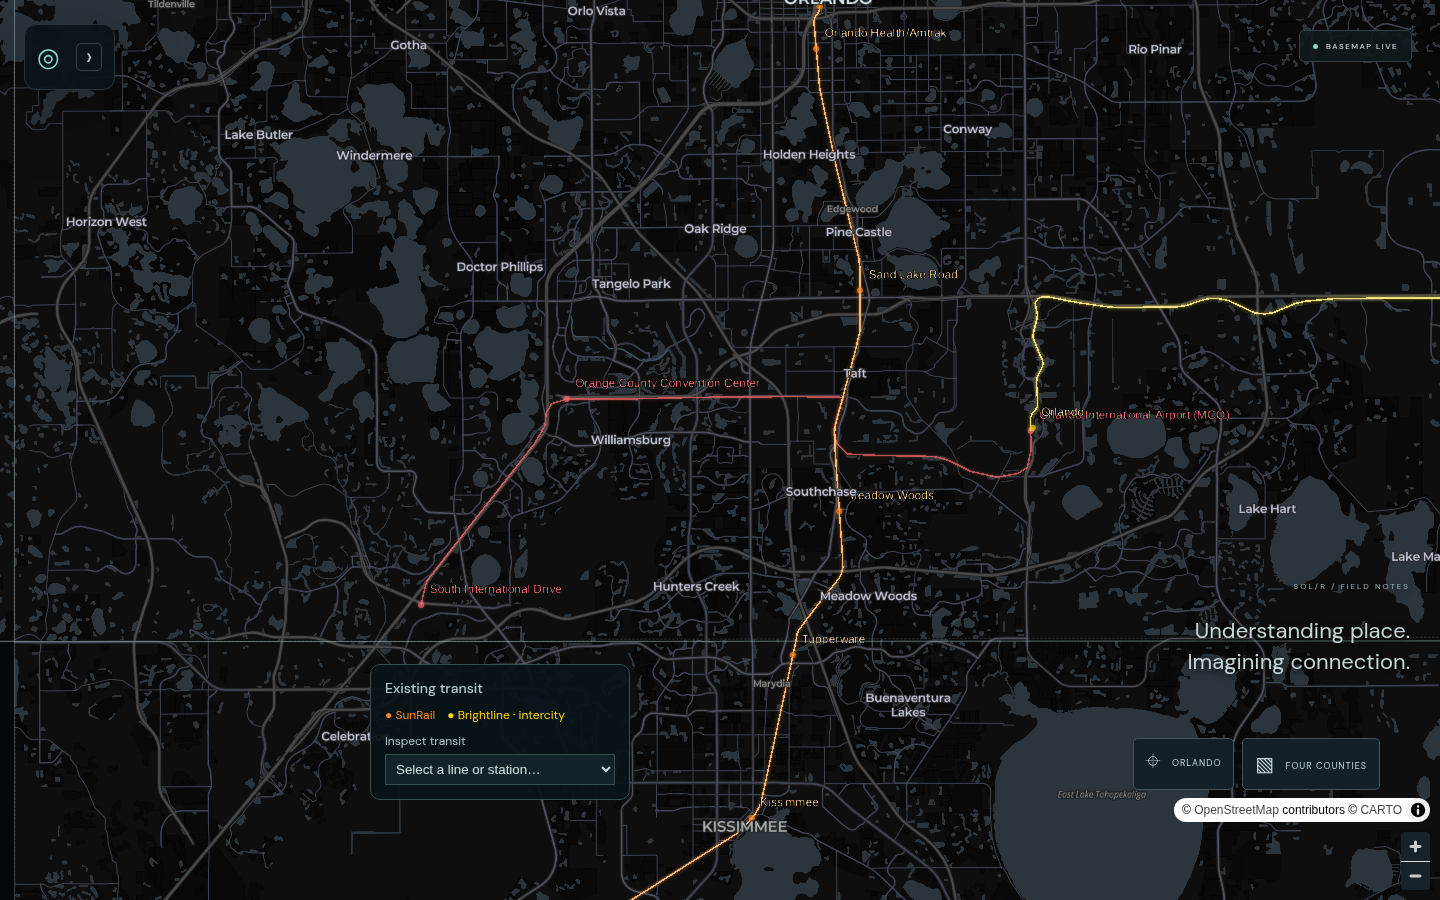 Tildenville
Orlo Vista
ORLANDO
Gotha
Orlando Health/Amtrak
Rio Pinar
BASEMAP LIVE
Lake Butler
Windermere
Holden Heights
Conway
Horizon West
Edgewood
Oak Ridge
Pine Castle
Doctor Phillips
Tangelo Park
Sand Lake Road
Taft
Orange County Convention Center
Orlando
Orlando International Airport (MCO)
Williamsburg
Southchase
Meadow Woods
Lake Hart
Lake Ma
South International Drive
Hunters Creek
Meadow Woods
SOL/R / FIELD NOTES
Understanding place.
Imagining connection.
Tupperware
Marydia
Buenaventura
Lakes
Existing transit
SunRail
Brightline · intercity
Celebrat
Inspect transit
Select a line or station…
ORLANDO
FOUR COUNTIES
East Lake Tohopekaliga
© OpenStreetMap contributors © CARTO
Kissimmee
KISSIMMEE